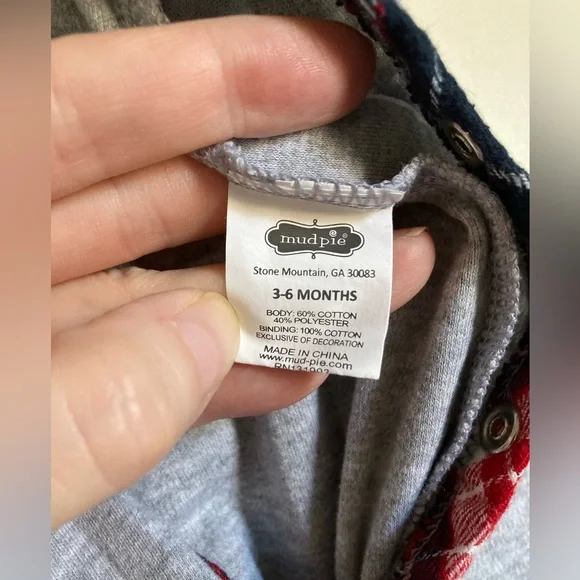 mudpie
Stone Mountain, GA 30083
3-6 MONTHS
BODY: 60% COTTON
40% POLYESTER
BINDING: 100% COTTON
EXCLUSIVE OF DECORATION
MADE IN CHINA
www.mud-pie.com